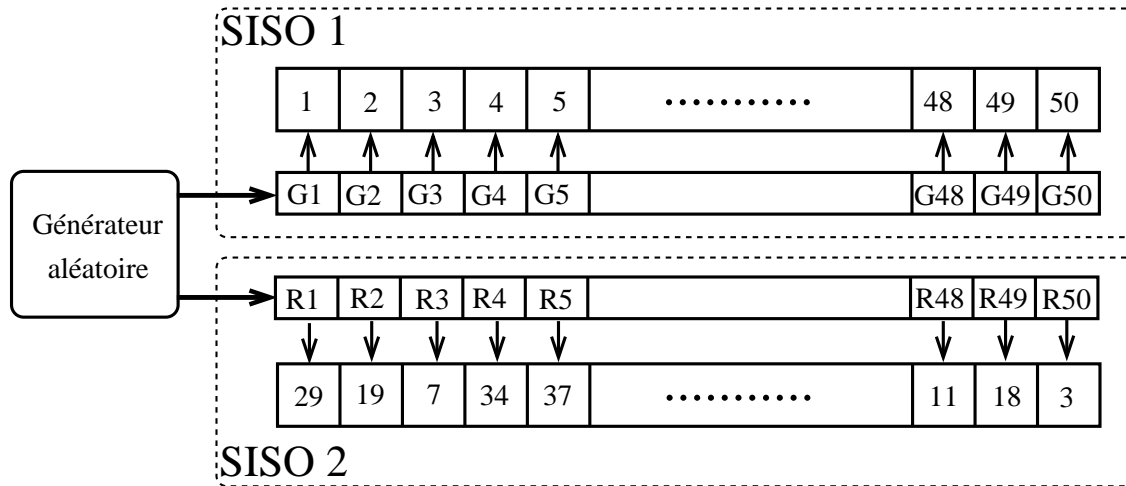 SISO 1
1 2 3 4 5 ........... 48 49 50
G1 G2 G3 G4 G5 G48 G49 G50
Générateur
aléatoire
R1 R2 R3 R4 R5 R48 R49 R50
29 19 7 34 37 ........... 11 18 3
SISO 2